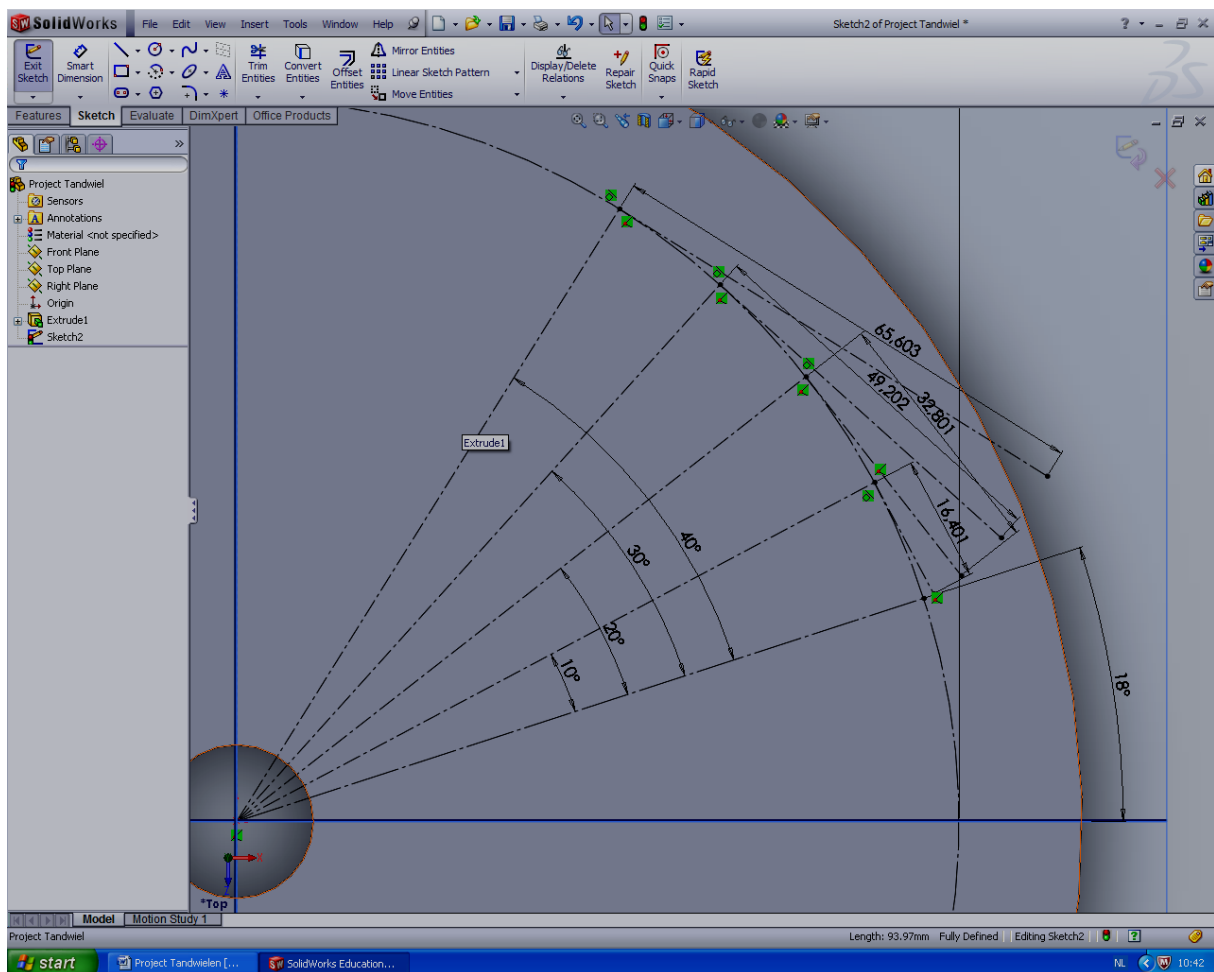 SolidWorks File Edit View Insert Tools Window Help Sketch2 of Project Tandwiel *
Exit Sketch
Smart Dimension
Trim Entities
Convert Entities
Offset Entities
Mirror Entities
Linear Sketch Pattern
Move Entities
Display/Delete Relations
Repair Sketch
Quick Snaps
Rapid Sketch
Features Sketch Evaluate DimXpert Office Products
Project Tandwiel
Sensors
Annotations
Material <not specified>
Front Plane
Top Plane
Right Plane
Origin
Extrude1
Sketch2
65,603
49,202
32,801
Extrude1
16,401
40°
30°
20°
10°
18°
X
Z
*Top
Model Motion Study 1
Project Tandwiel Length: 93.97mm Fully Defined Editing Sketch2
start Project Tandwielen [... SolidWorks Education... NL 10:42